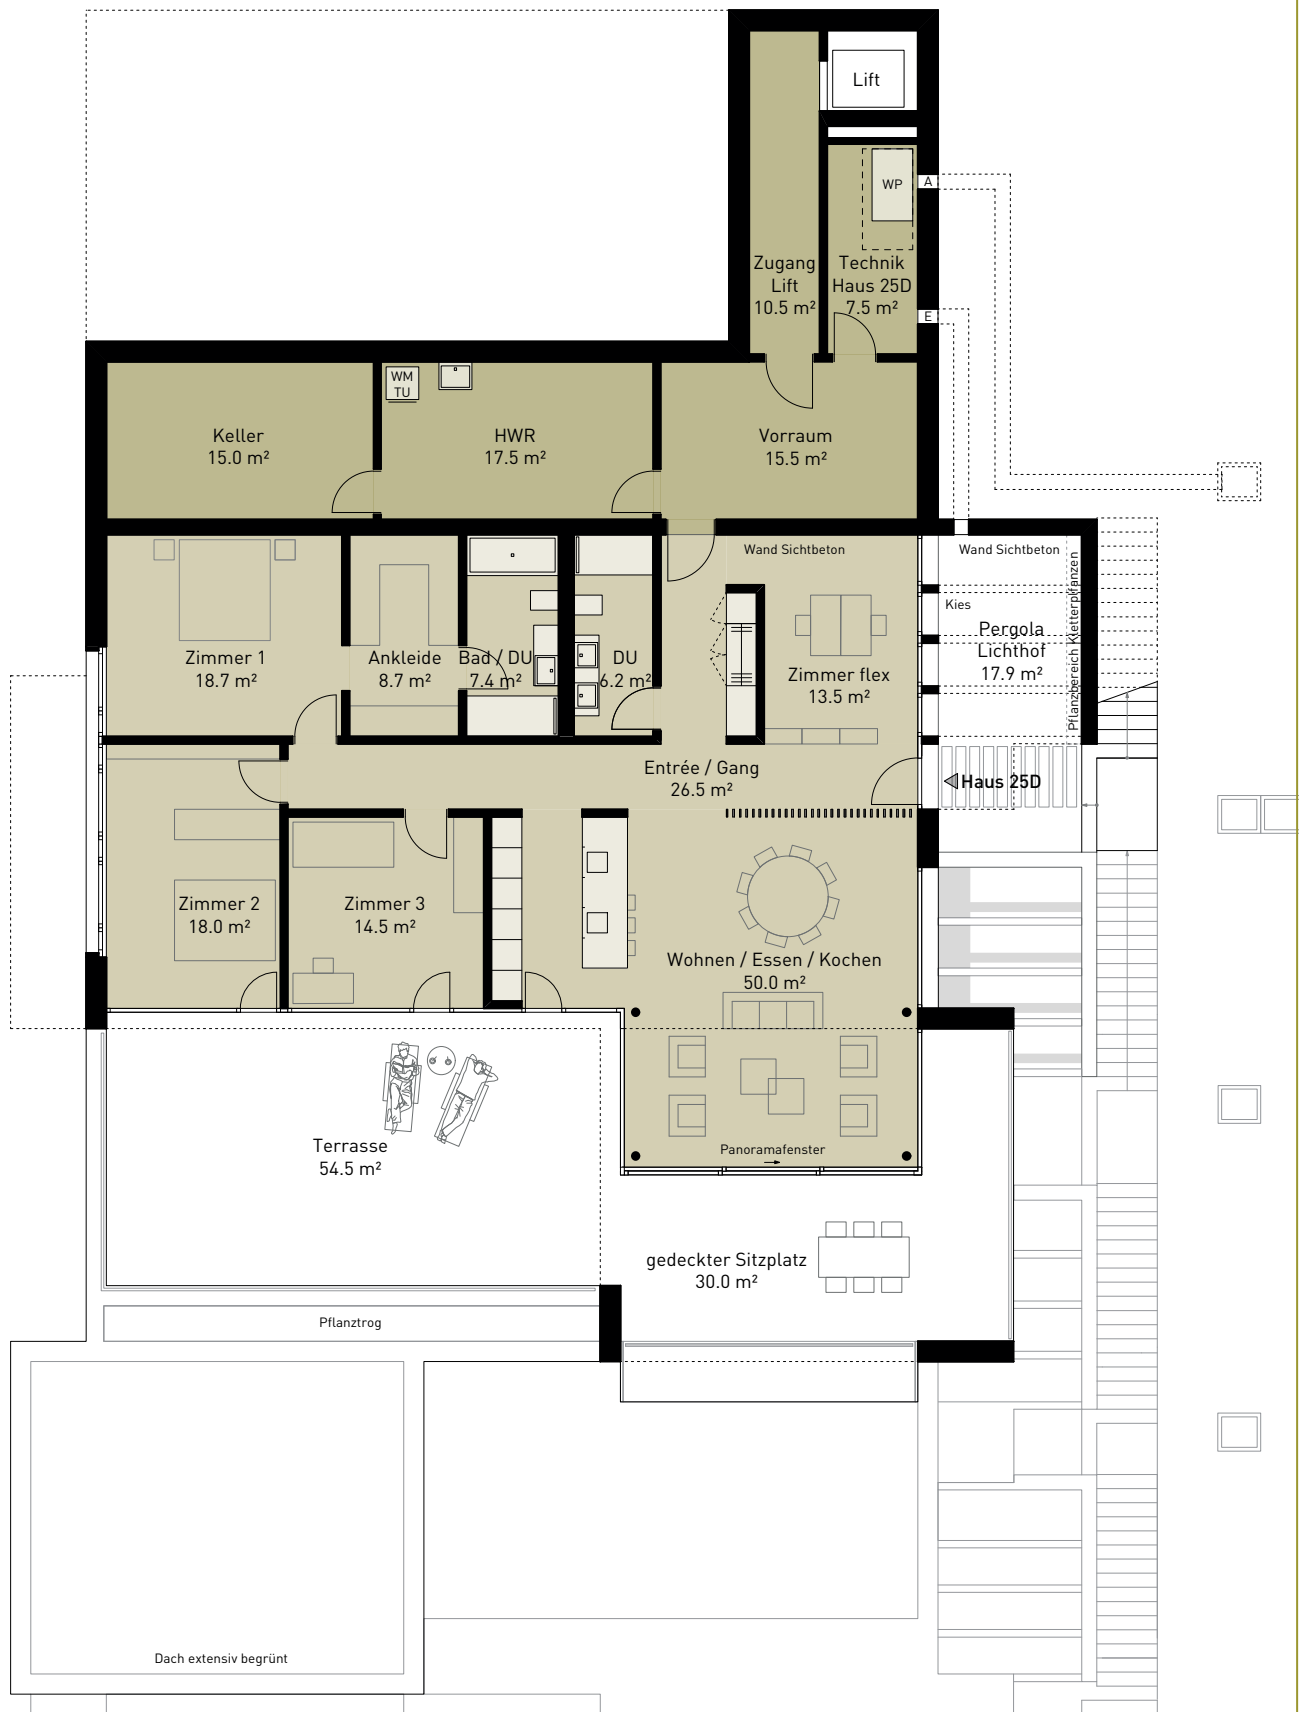 Lift
WP
A
Zugang
Lift
10.5 m²
Technik
Haus 25D
7.5 m²
E
WM
TU
Keller
15.0 m²
HWR
17.5 m²
Vorraum
15.5 m²
Wand Sichtbeton
Wand Sichtbeton
Kies
Pflanzbereich Kletterpflanzen
Pergola
Lichthof
17.9 m²
Zimmer 1
18.7 m²
Ankleide
8.7 m²
Bad / DU
7.4 m²
DU
6.2 m²
Zimmer flex
13.5 m²
Entrée / Gang
26.5 m²
Haus 25D
Zimmer 2
18.0 m²
Zimmer 3
14.5 m²
Wohnen / Essen / Kochen
50.0 m²
Panoramafenster
Terrasse
54.5 m²
gedeckter Sitzplatz
30.0 m²
Pflanztrog
Dach extensiv begrünt